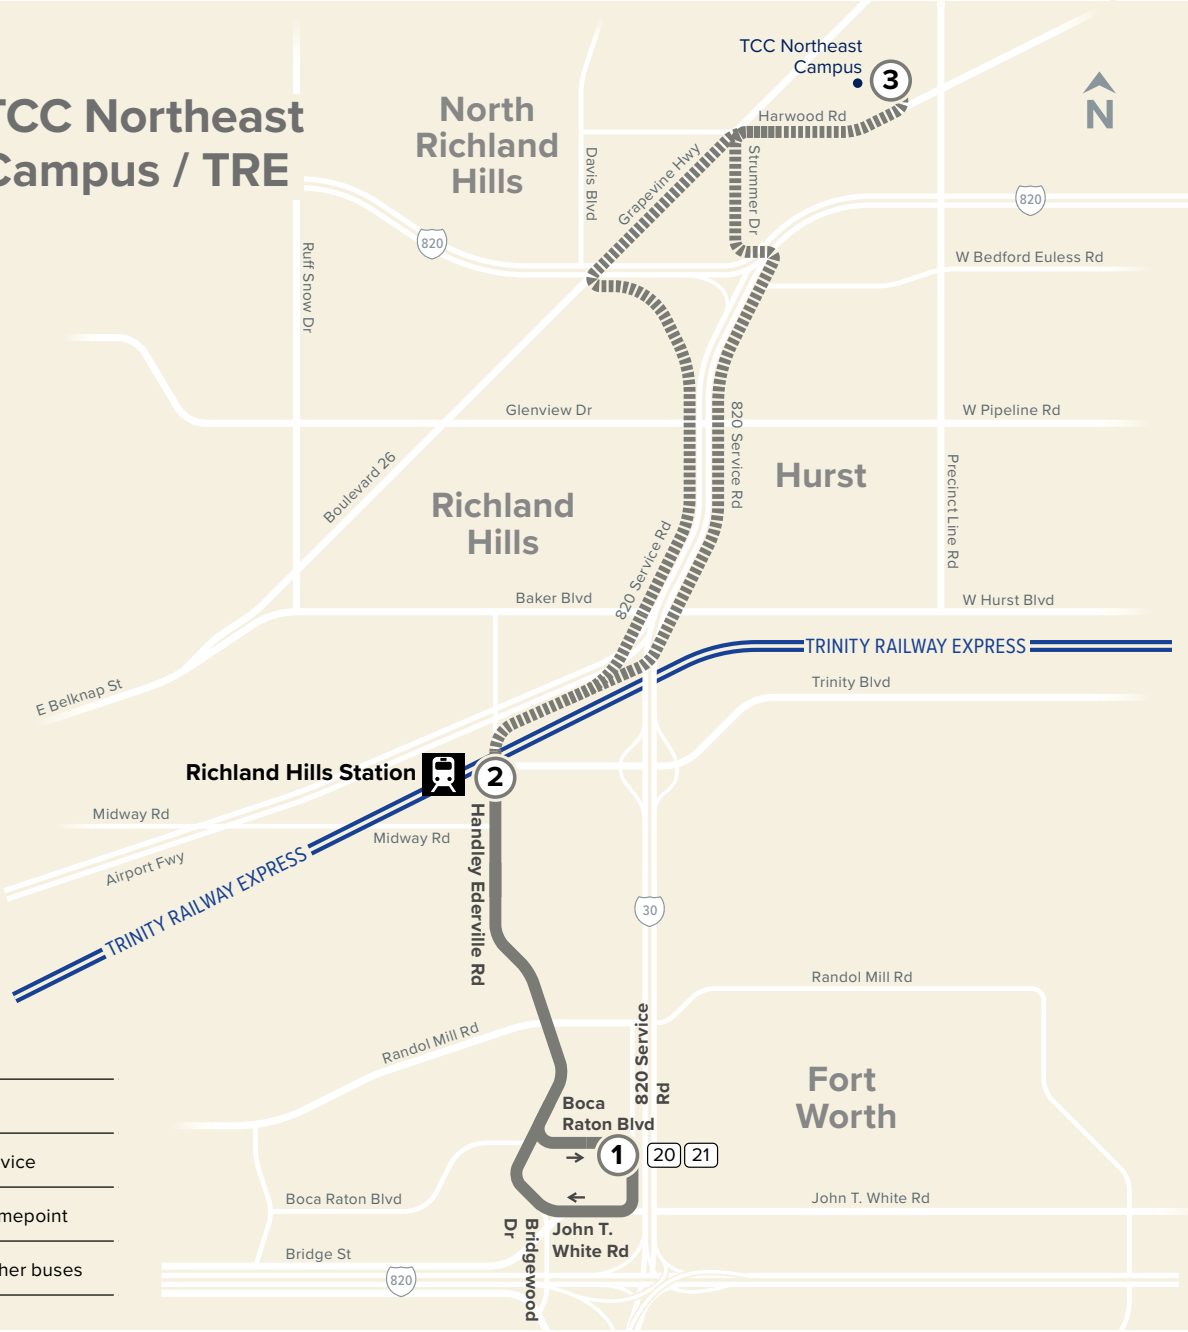 TCC Northeast
Campus / TRE
TCC Northeast
Campus
3
N
North
Richland
Hills
Harwood Rd
Davis Blvd
Grapevine Hwy
Strummer Dr
820
820
Ruff Snow Dr
W Bedford Euless Rd
Glenview Dr
820 Service Rd
W Pipeline Rd
Boulevard 26
Richland
Hills
Hurst
Precinct Line Rd
820 Service Rd
Baker Blvd
W Hurst Blvd
TRINITY RAILWAY EXPRESS
E Belknap St
Trinity Blvd
Richland Hills Station
2
Midway Rd
Midway Rd
Airport Fwy
Handley Ederville Rd
TRINITY RAILWAY EXPRESS
30
Randol Mill Rd
Randol Mill Rd
820 Service
Rd
Fort
Worth
Boca
Raton Blvd
1
20
21
vice
Boca Raton Blvd
John T. White Rd
mepoint
John T.
White Rd
Bridgewood
Dr
Bridge St
her buses
820